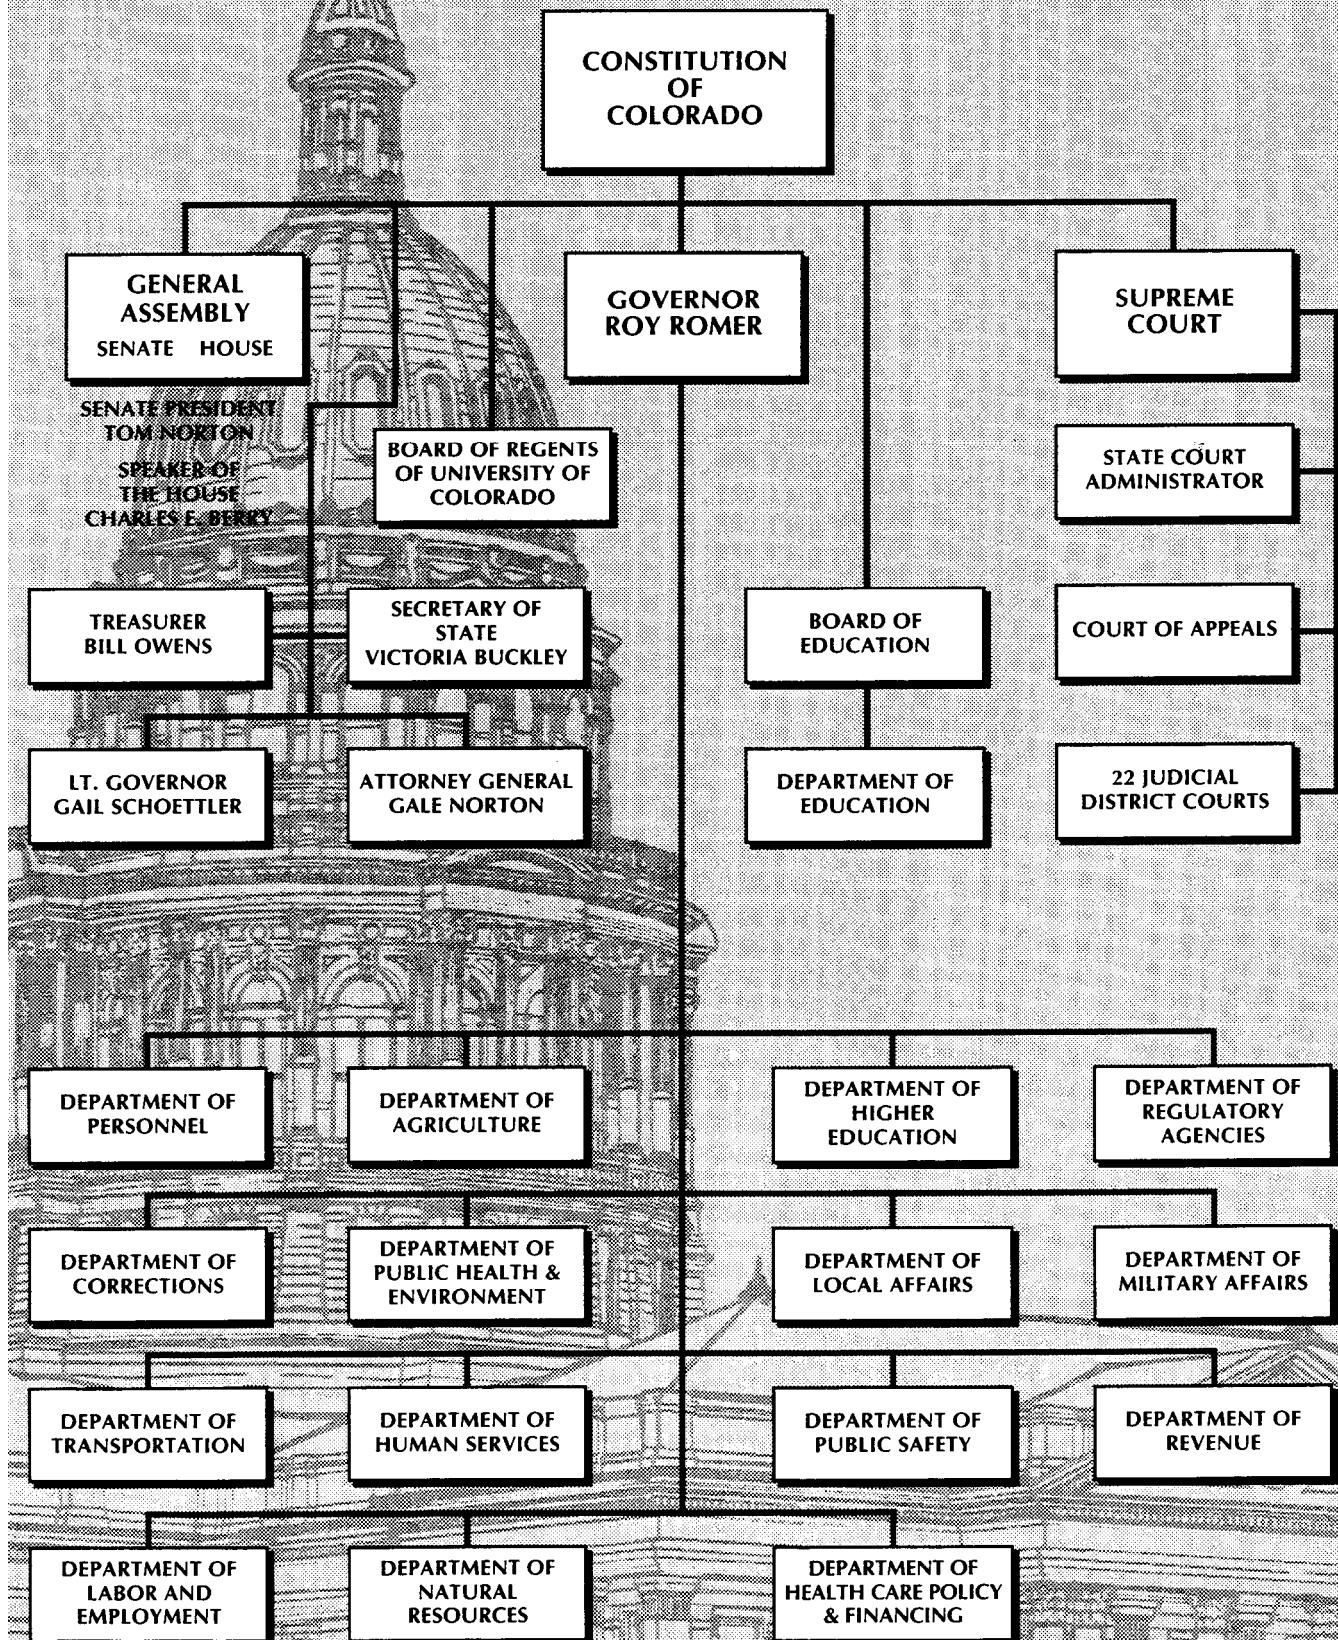 CONSTITUTION
OF
COLORADO
GENERAL
ASSEMBLY
SENATE HOUSE
SENATE PRESIDENT
TOM NORTON
SPEAKER OF
THE HOUSE
CHARLES E. BERRY
GOVERNOR
ROY ROMER
SUPREME
COURT
BOARD OF REGENTS
OF UNIVERSITY OF
COLORADO
STATE COURT
ADMINISTRATOR
TREASURER
BILL OWENS
SECRETARY OF
STATE
VICTORIA BUCKLEY
BOARD OF
EDUCATION
COURT OF APPEALS
LT. GOVERNOR
GAIL SCHOETTLER
ATTORNEY GENERAL
GALE NORTON
DEPARTMENT OF
EDUCATION
22 JUDICIAL
DISTRICT COURTS
DEPARTMENT OF
PERSONNEL
DEPARTMENT OF
AGRICULTURE
DEPARTMENT OF
HIGHER
EDUCATION
DEPARTMENT OF
REGULATORY
AGENCIES
DEPARTMENT OF
CORRECTIONS
DEPARTMENT OF
PUBLIC HEALTH &
ENVIRONMENT
DEPARTMENT OF
LOCAL AFFAIRS
DEPARTMENT OF
MILITARY AFFAIRS
DEPARTMENT OF
TRANSPORTATION
DEPARTMENT OF
HUMAN SERVICES
DEPARTMENT OF
PUBLIC SAFETY
DEPARTMENT OF
REVENUE
DEPARTMENT OF
LABOR AND
EMPLOYMENT
DEPARTMENT OF
NATURAL
RESOURCES
DEPARTMENT OF
HEALTH CARE POLICY
& FINANCING